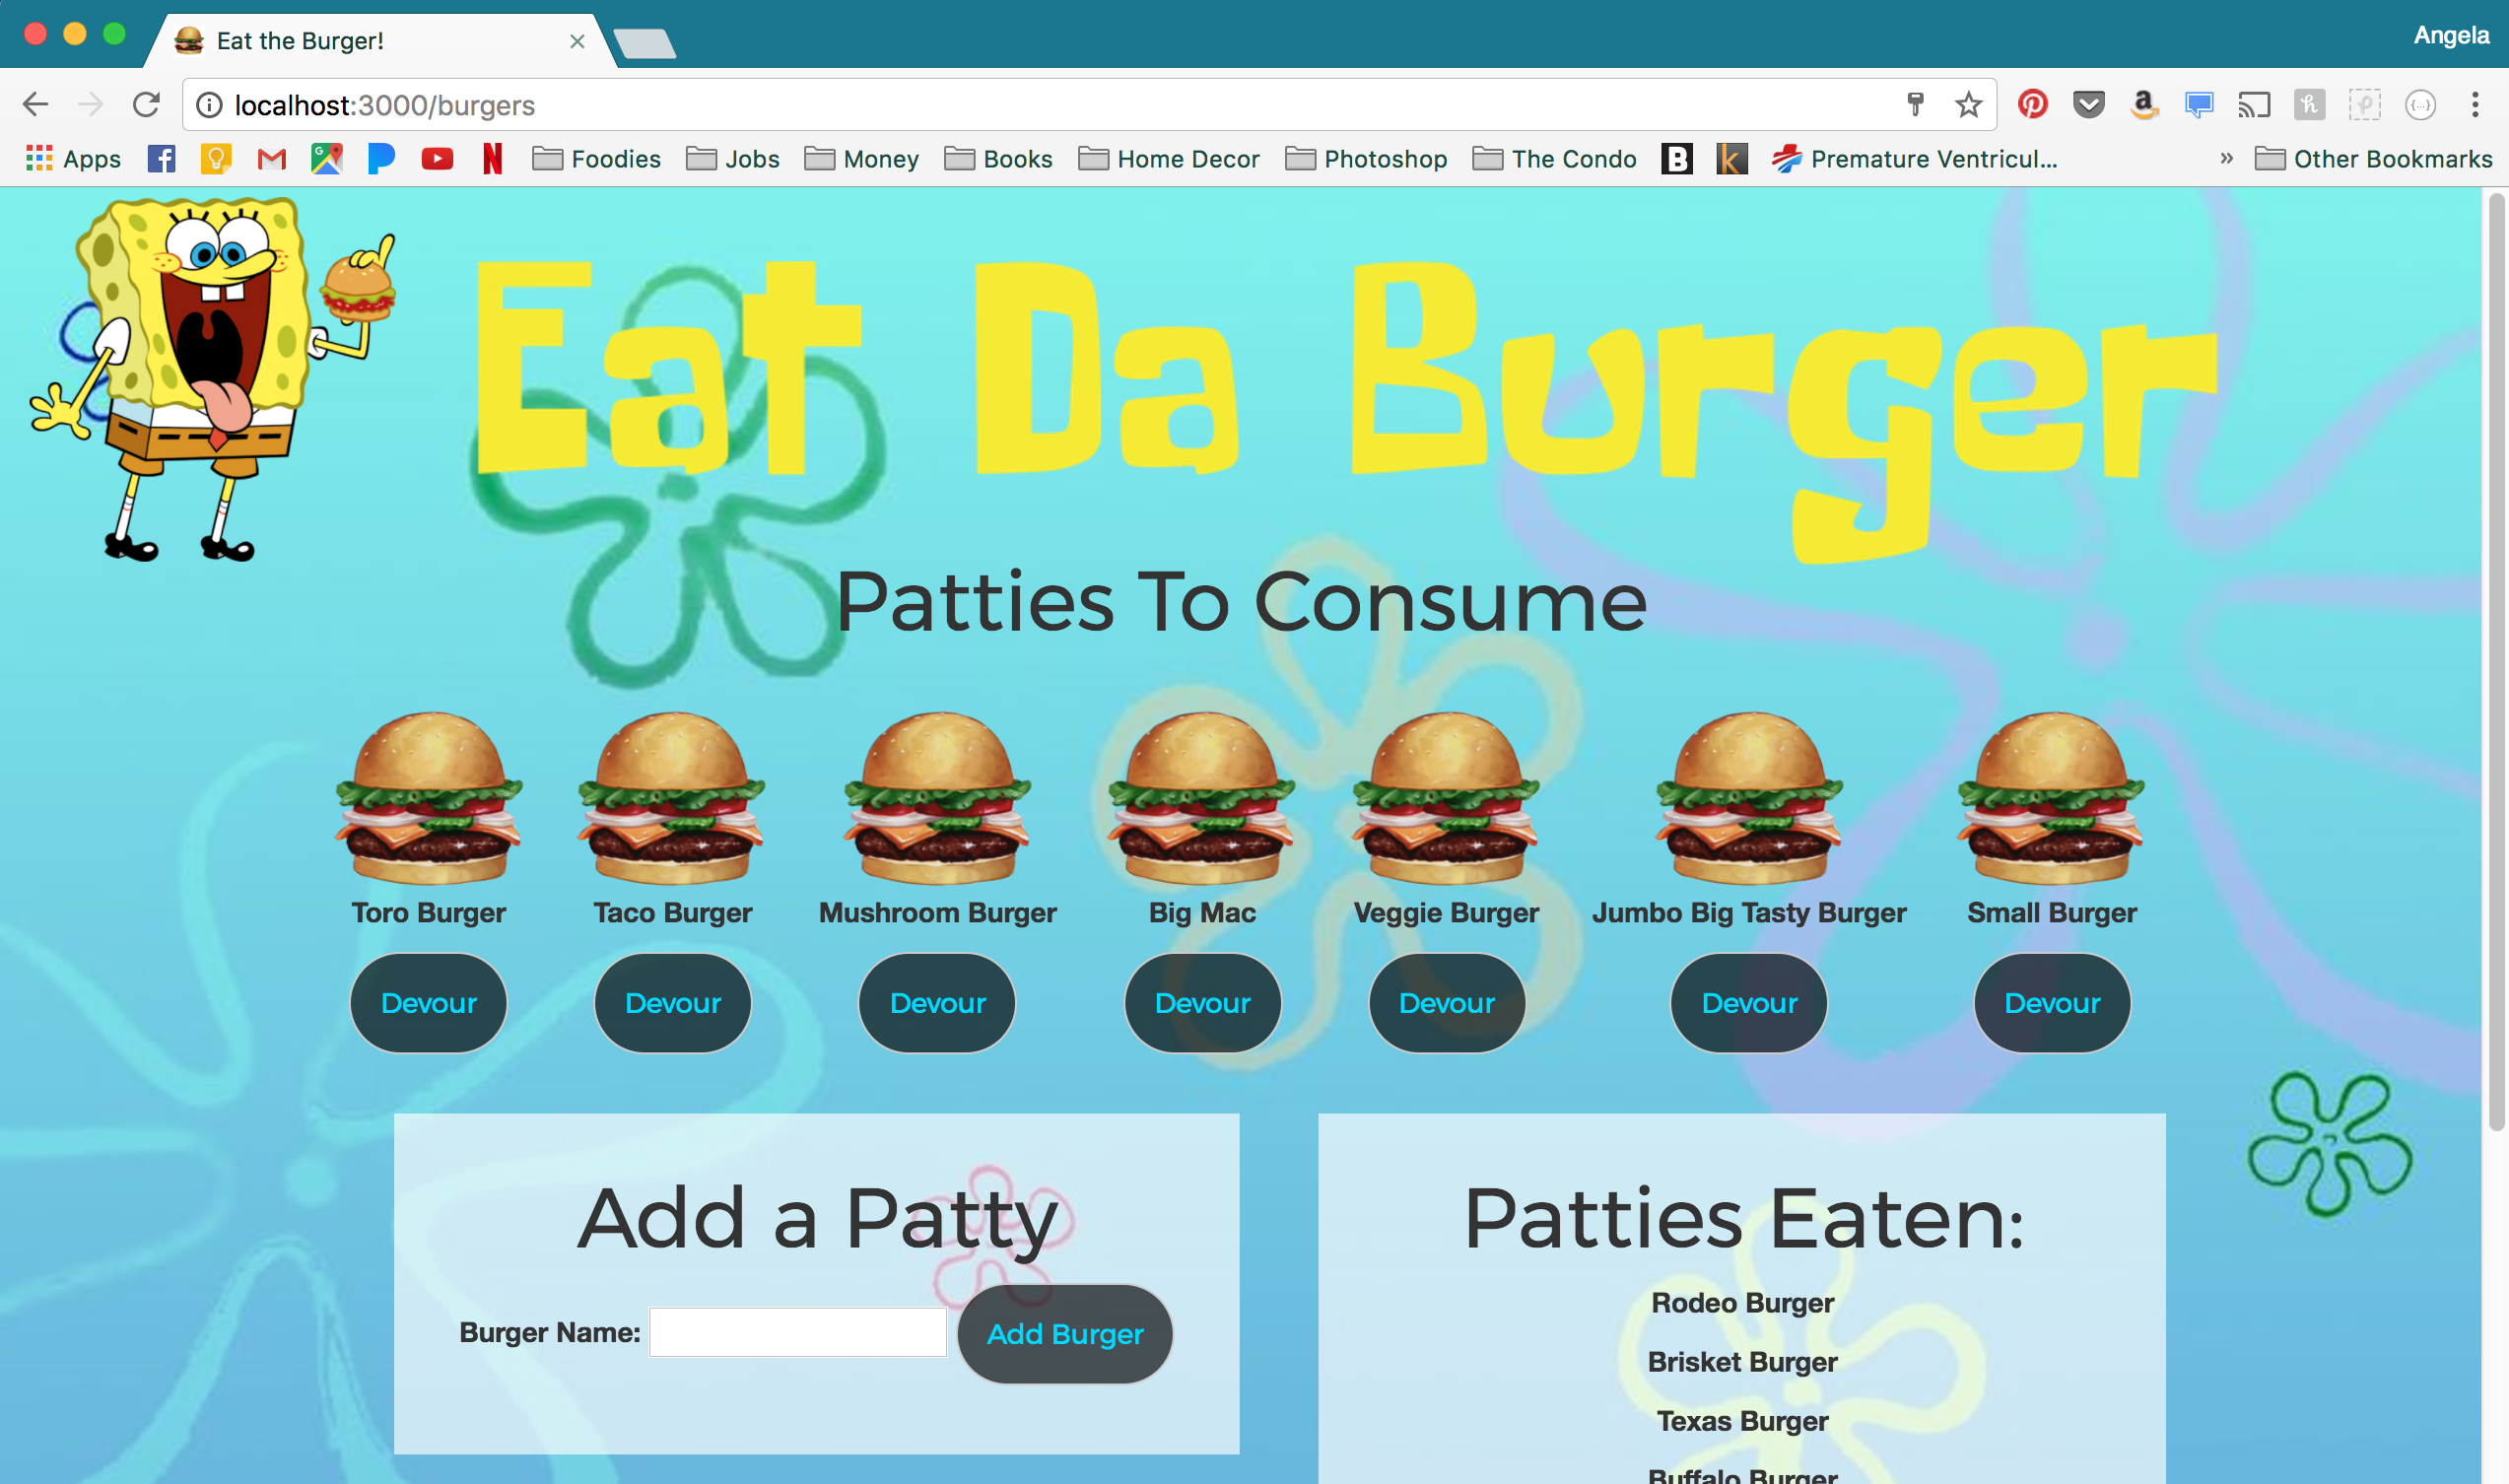 Eat the Burger!
Angela
localhost:3000/burgers
Apps Foodies Jobs Money Books Home Decor Photoshop The Condo B k Premature Ventricul... » Other Bookmarks
Eat Da Burger
Patties To Consume
Toro Burger Taco Burger Mushroom Burger Big Mac Veggie Burger Jumbo Big Tasty Burger Small Burger
Devour Devour Devour Devour Devour Devour Devour
Add a Patty
Burger Name: Add Burger
Patties Eaten:
Rodeo Burger
Brisket Burger
Texas Burger
Buffalo Burger